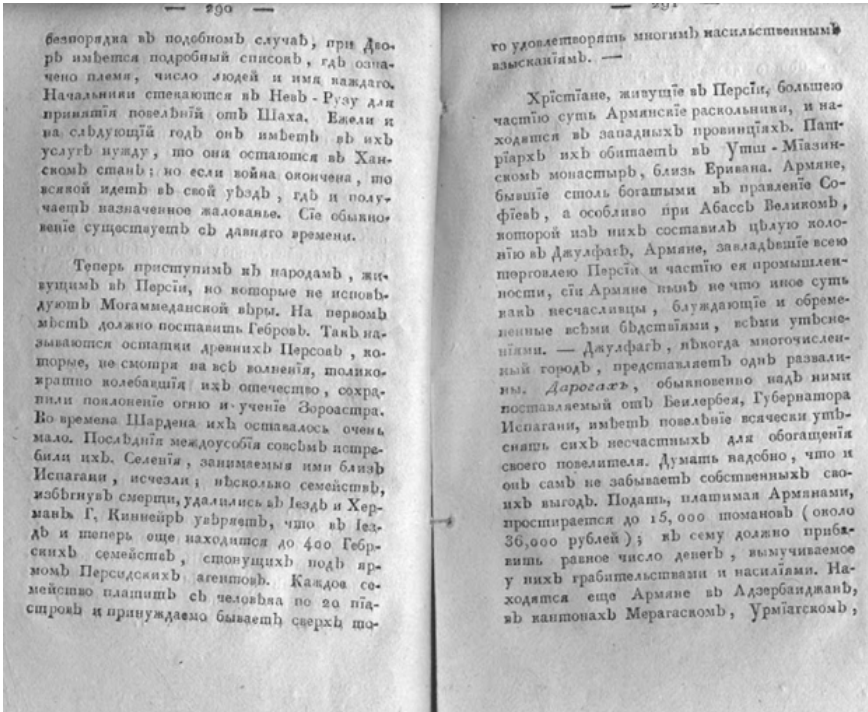 — 290 —
безпорядка въ подобномъ случаѣ, при Дво-
рѣ имѣется подробный списокъ, гдѣ озна-
чено племя, число людей и имя каждаго.
Начальники стекаются къ Невъ-Рузу для
принятія повелѣній отъ Шаха. Ежели и
на слѣдующій годъ онъ имѣетъ въ ихъ
услугѣ нужду, то они остаются въ Хан-
скомъ станѣ; но если война окончена, то
всякой идетъ въ свой уѣздъ, гдѣ и полу-
чаетъ назначенное жалованье. Сіе обыкно-
веніе существуетъ съ давняго времени.
Теперь приступимъ къ народамъ, жи-
вущимъ въ Персіи, но которые не исповѣ-
дуютъ Могаммеданской вѣры. На первомъ
мѣстѣ должно поставить Гебровъ. Такъ на-
зываются остатки древнихъ Персовъ, ко-
торые, не смотря на всѣ волненія, толико-
кратно колебавшія ихъ отечество, сохра-
нили поклоненіе огню и ученіе Зороастра.
Во времена Шардена ихъ оставалось очень
мало. Послѣднія междоусобія совсѣмъ истре-
били ихъ. Селенія, занимаемыя ими близъ
Испагани, исчезли; нѣсколько семействъ,
избѣгнувъ смерти, удалились въ Іездъ и Хер-
манъ. Г. Киннейръ увѣряетъ, что въ Іез-
дѣ и теперь еще находится до 400 Гебр-
скихъ семействъ, стонущихъ подъ яр-
момъ Персидскихъ агентовъ. Каждое се-
мейство платитъ съ человѣка по 20 піа-
стровъ и принуждаемо бываетъ сверхъ то-
— 291 —
го удовлетворять многимъ насильственнымъ
взысканіямъ. —
Хрістіане, живущіе въ Персіи, большею
частію суть Армянскіе раскольники, и на-
ходятся въ западныхъ провинціяхъ. Пат-
ріархъ ихъ обитаетъ въ Утш-Міазин-
скомъ монастырѣ, близь Еривана. Армяне,
бывшіе столь богатыми въ правленіе Со-
фіевъ, а особливо при Абассѣ Великомъ,
которой изъ нихъ составилъ цѣлую коло-
нію въ Джулфагѣ, Армяне, завладѣвшіе всею
торговлею Персіи и частію ея промышлен-
ности, сіи Армяне нынѣ не что иное суть
какъ несчасливцы, блуждающіе и обреме-
ненные всѣми бѣдствіями, всѣми утѣсне-
ніями. — Джулфагъ, нѣкогда многочислен-
ный городъ, представляетъ однѣ развали-
ны. Дарогахъ, обыкновенно надъ ними
поставляемый отъ Беилербея, Губернатора
Испагани, имѣетъ повелѣніе всячески утѣ-
снять сихъ несчастныхъ для обогащенія
своего повелителя. Думать надобно, что и
онъ самъ не забываетъ собственныхъ сво-
ихъ выгодъ. Подать, платимая Армянами,
простирается до 15,000 томановъ (около
36,000 рублей); къ сему должно приба-
вить равное число денегъ, вымучиваемое
у нихъ грабительствами и насиліями. На-
ходятся еще Армяне въ Адзербаиджанѣ,
въ кантонахъ Мерагаскомъ, Урміагскомъ,